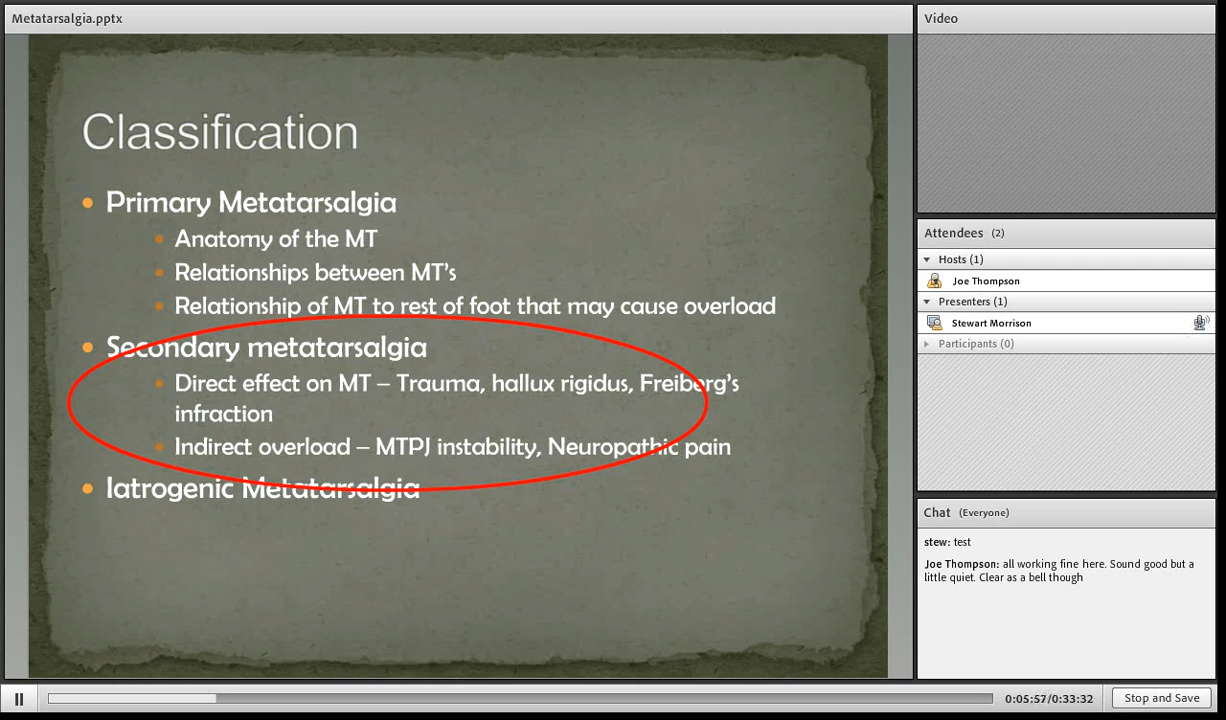 Metatarsalgia.pptx
Classification
Primary Metatarsalgia
Anatomy of the MT
Relationships between MT's
Relationship of MT to rest of foot that may cause overload
Secondary metatarsalgia
Direct effect on MT – Trauma, hallux rigidus, Freiberg's
infraction
Indirect overload – MTPJ instability, Neuropathic pain
Iatrogenic Metatarsalgia
Video
Attendees (2)
Hosts (1)
Joe Thompson
Presenters (1)
Stewart Morrison
Participants (0)
Chat (Everyone)
stew: test
Joe Thompson: all working fine here. Sound good but a
little quiet. Clear as a bell though
0:05:57/0:33:32
Stop and Save